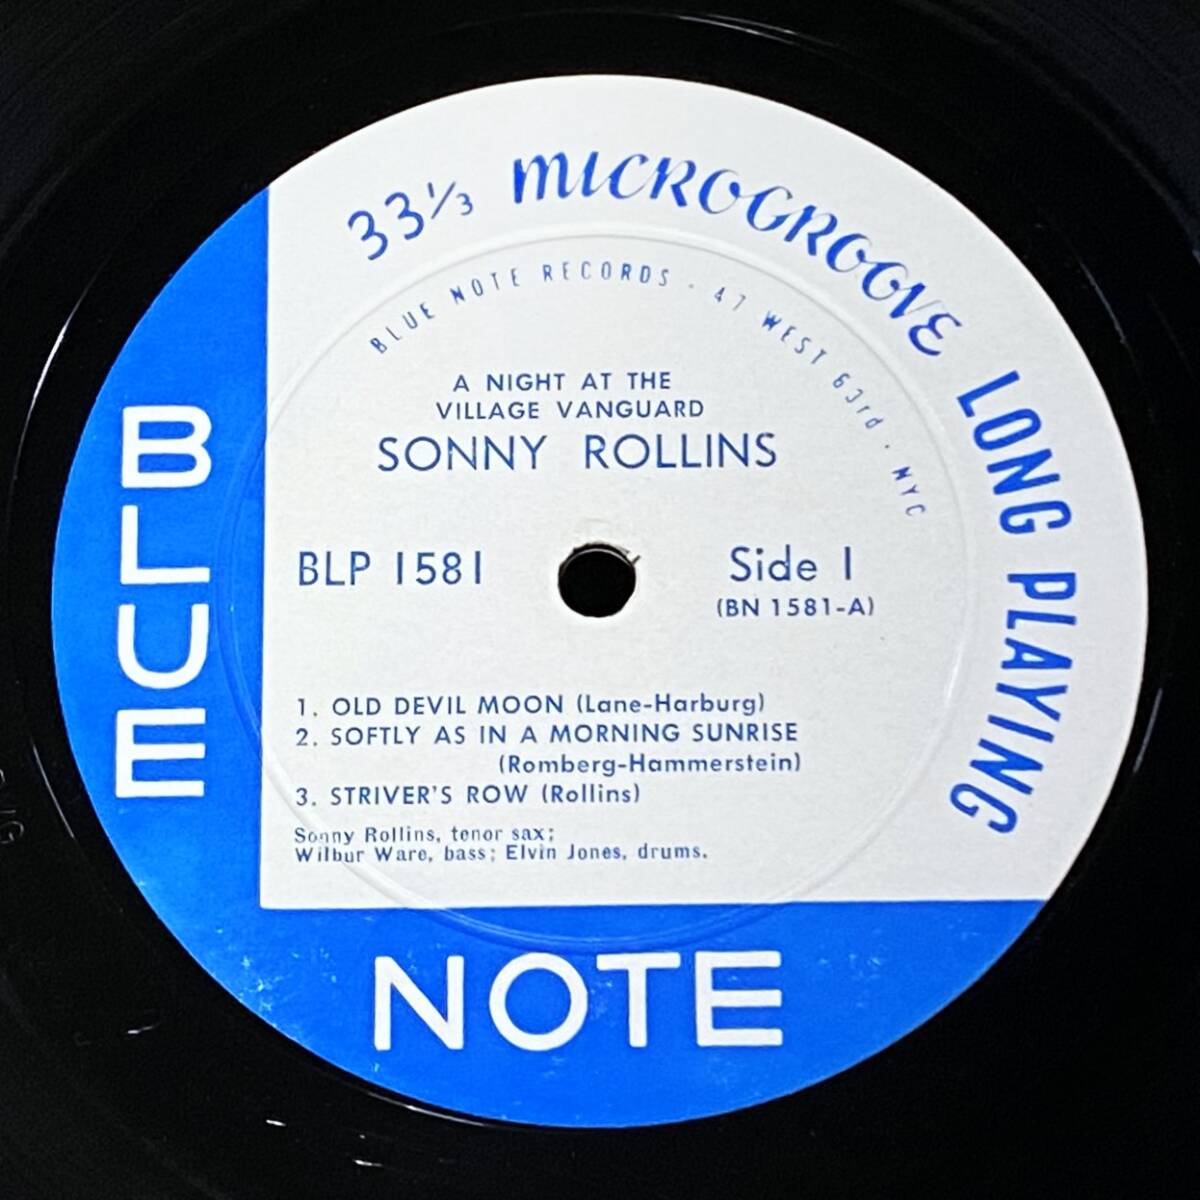 33⅓ MICROGROOVE LONG PLAYING
BLUE NOTE RECORDS · 47 WEST 63rd · NYC
A NIGHT AT THE
VILLAGE VANGUARD
SONNY ROLLINS
BLP 1581
Side 1
(BN 1581-A)
1. OLD DEVIL MOON (Lane-Harburg)
2. SOFTLY AS IN A MORNING SUNRISE
(Romberg-Hammerstein)
3. STRIVER'S ROW (Rollins)
Sonny Rollins, tenor sax;
Wilbur Ware, bass; Elvin Jones, drums.
BLUE
NOTE